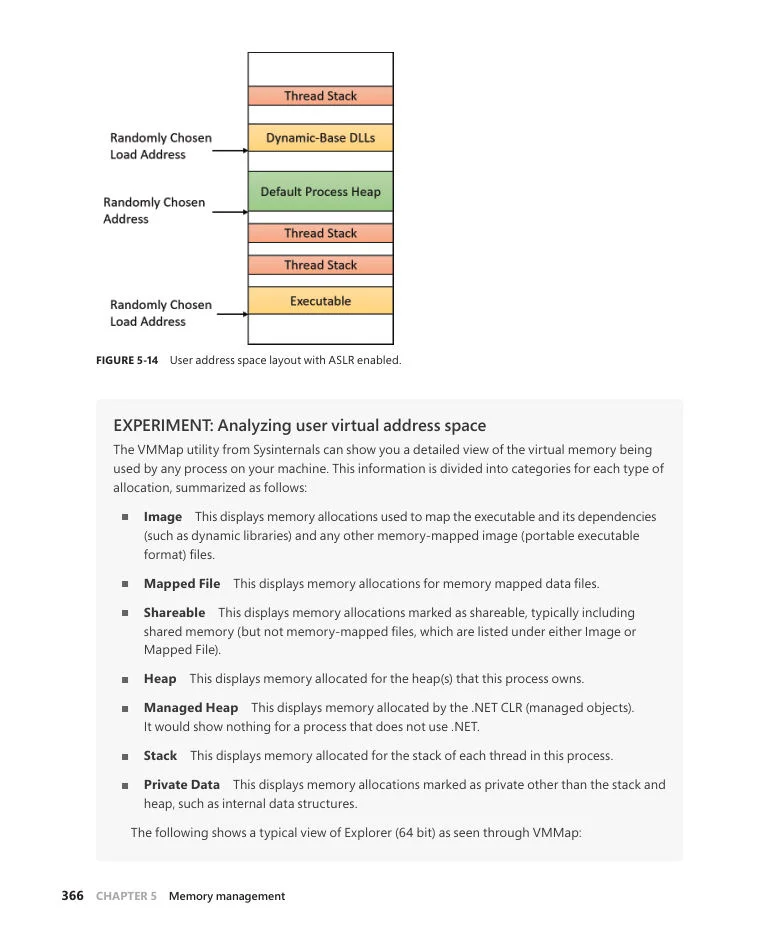 Thread Stack
Randomly Chosen
Load Address
Dynamic-Base DLLs
Default Process Heap
Randomly Chosen
Address
Thread Stack
Thread Stack
Randomly Chosen
Load Address
Executable
FIGURE 5-14 User address space layout with ASLR enabled.
EXPERIMENT: Analyzing user virtual address space
The VMMap utility from Sysinternals can show you a detailed view of the virtual memory being
used by any process on your machine. This information is divided into categories for each type of
allocation, summarized as follows:
■ Image This displays memory allocations used to map the executable and its dependencies
(such as dynamic libraries) and any other memory-mapped image (portable executable
format) files.
■ Mapped File This displays memory allocations for memory mapped data files.
■ Shareable This displays memory allocations marked as shareable, typically including
shared memory (but not memory-mapped files, which are listed under either Image or
Mapped File).
■ Heap This displays memory allocated for the heap(s) that this process owns.
■ Managed Heap This displays memory allocated by the .NET CLR (managed objects).
It would show nothing for a process that does not use .NET.
■ Stack This displays memory allocated for the stack of each thread in this process.
■ Private Data This displays memory allocations marked as private other than the stack and
heap, such as internal data structures.
The following shows a typical view of Explorer (64 bit) as seen through VMMap:
366 CHAPTER 5 Memory management